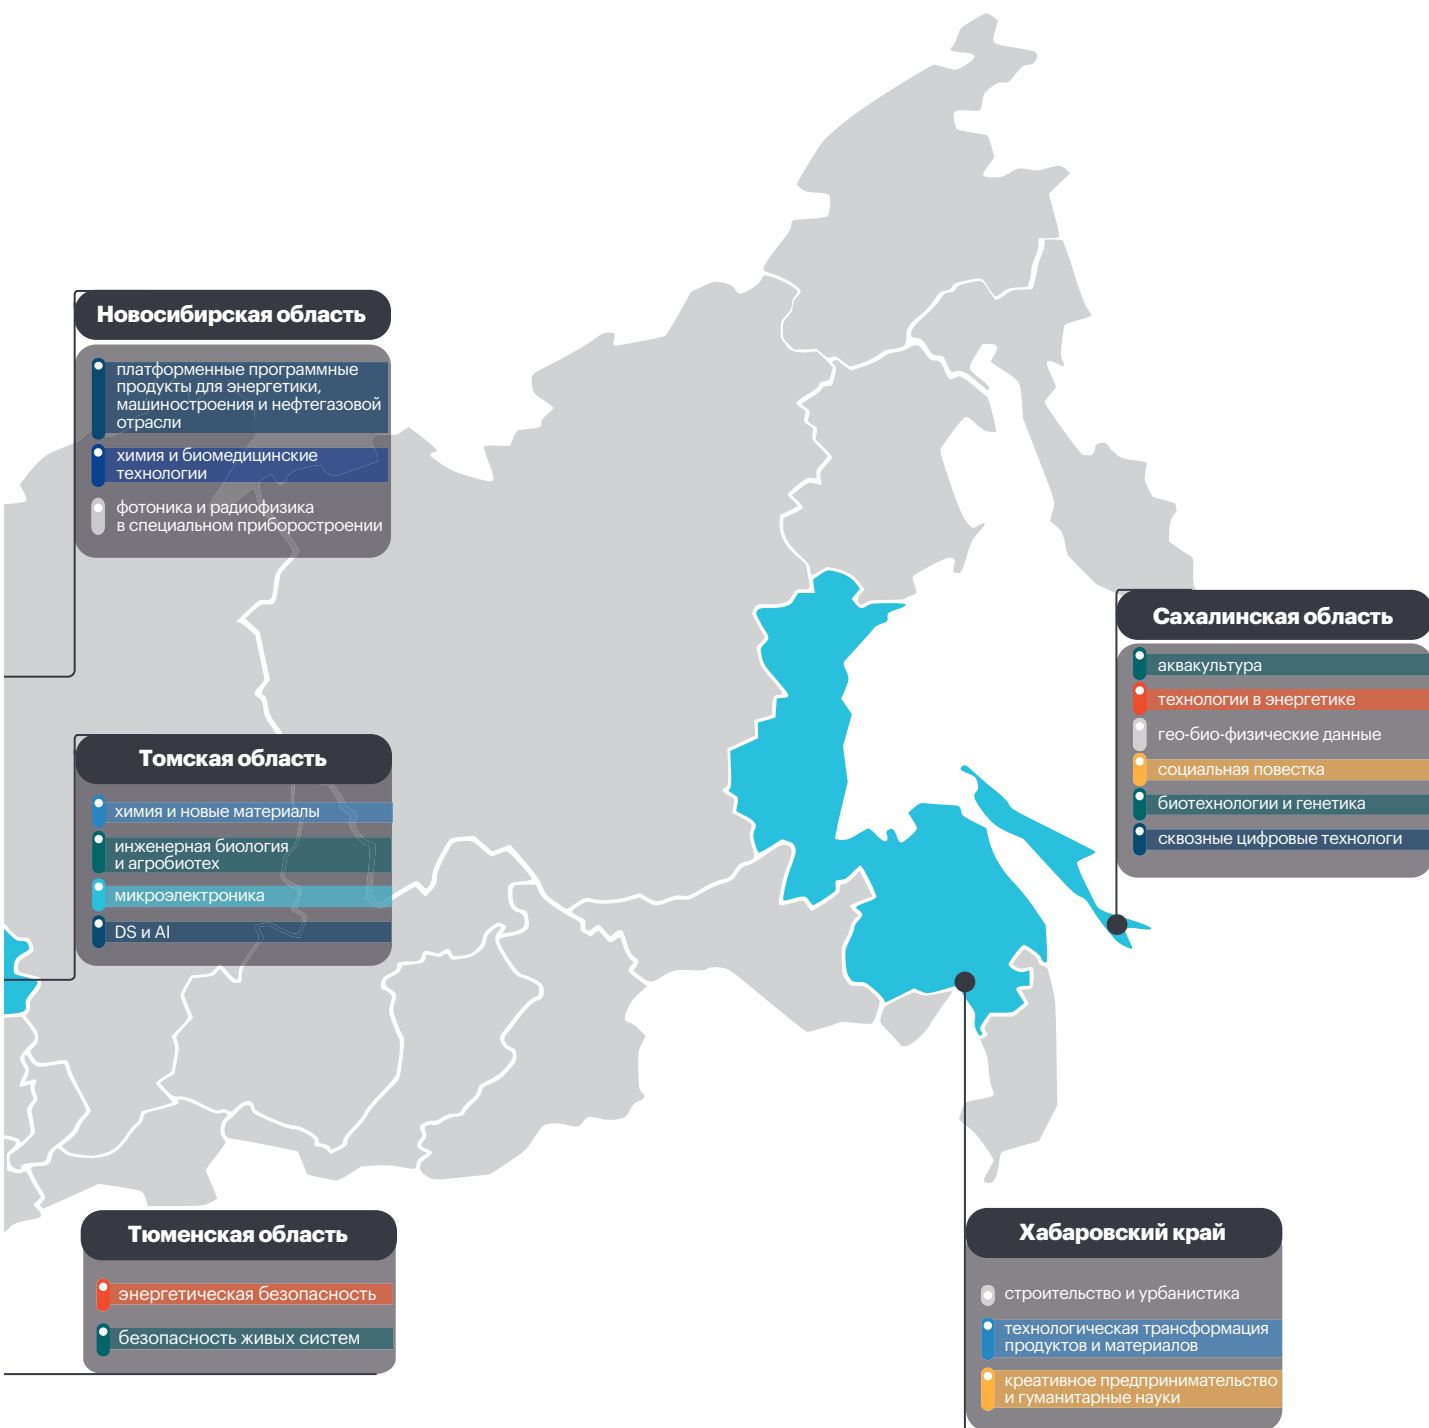 Новосибирская область
платформенные программные
продукты для энергетики,
машиностроения и нефтегазовой
отрасли
химия и биомедицинские
технологии
фотоника и радиофизика
в специальном приборостроении
Сахалинская область
аквакультура
технологии в энергетике
гео-био-физические данные
социальная повестка
биотехнологии и генетика
сквозные цифровые технологи
Томская область
химия и новые материалы
инженерная биология
и агробиотех
микроэлектроника
DS и AI
Тюменская область
энергетическая безопасность
безопасность живых систем
Хабаровский край
строительство и урбанистика
технологическая трансформация
продуктов и материалов
креативное предпринимательство
и гуманитарные науки